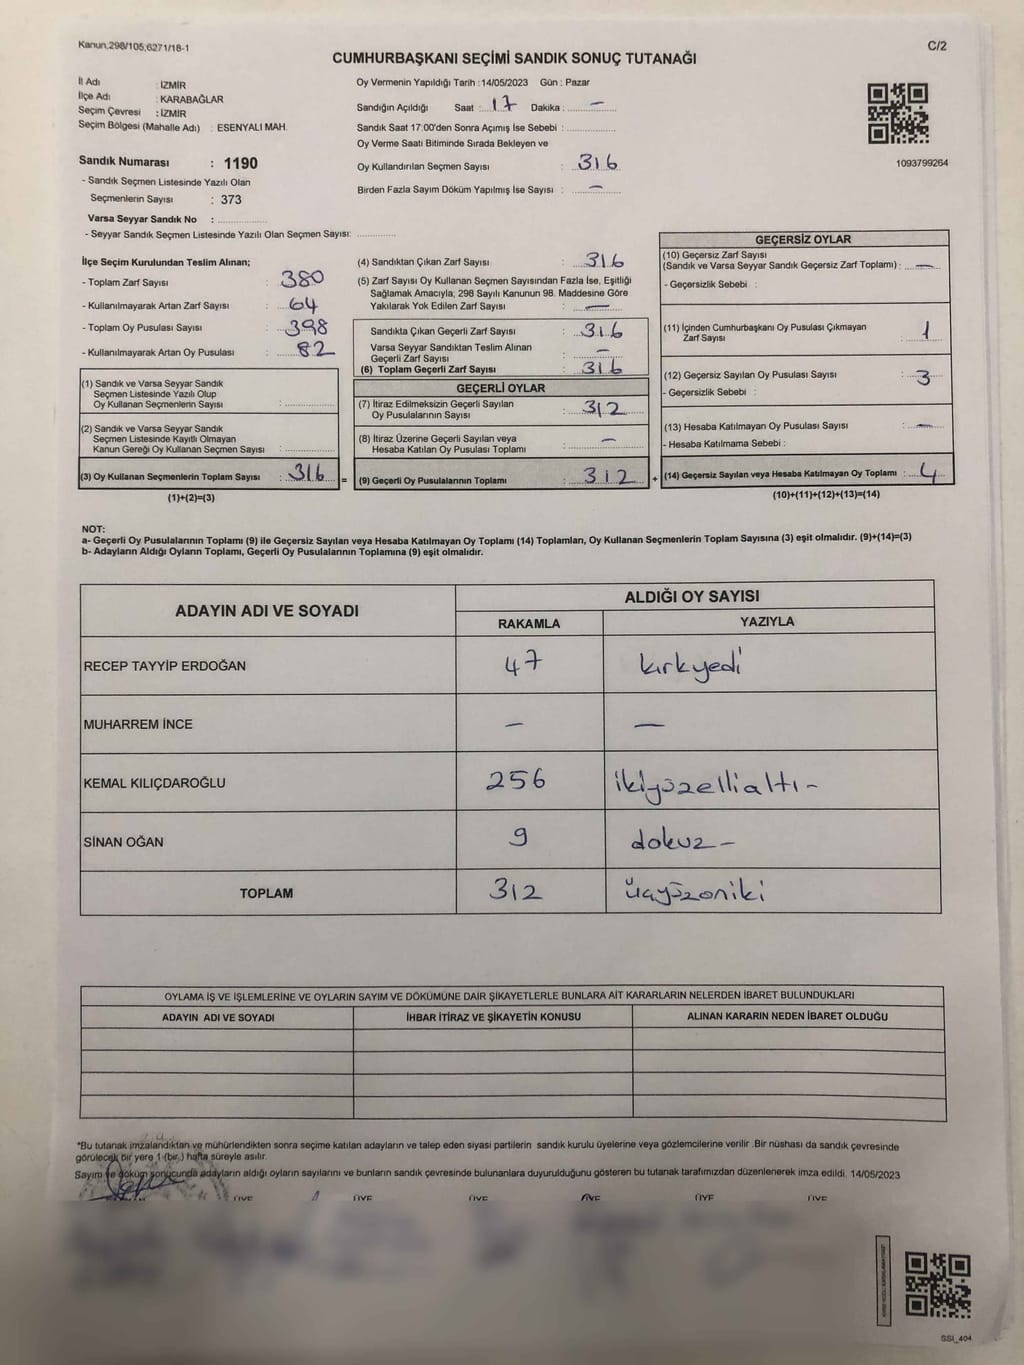 Kanun,298/105;6271/18-1
C/2
CUMHURBAŞKANI SEÇİMİ SANDIK SONUÇ TUTANAĞI
İl Adı : İZMİR
İlçe Adı : KARABAĞLAR
Seçim Çevresi : İZMİR
Seçim Bölgesi (Mahalle Adı) : ESENYALI MAH.
Sandık Numarası : 1190
- Sandık Seçmen Listesinde Yazılı Olan
Seçmenlerin Sayısı : 373
Varsa Seyyar Sandık No :
- Seyyar Sandık Seçmen Listesinde Yazılı Olan Seçmen Sayısı:
Oy Vermenin Yapıldığı Tarih : 14/05/2023 Gün : Pazar
Sandığın Açıldığı Saat : 17 Dakika : —
Sandık Saat 17:00'den Sonra Açımış İse Sebebi :
Oy Verme Saati Bitiminde Sırada Bekleyen ve
Oy Kullandırılan Seçmen Sayısı : 316
Birden Fazla Sayım Döküm Yapılmış İse Sayısı : —
1093799264
İlçe Seçim Kurulundan Teslim Alınan;
- Toplam Zarf Sayısı : 380
- Kullanılmayarak Artan Zarf Sayısı : 64
- Toplam Oy Pusulası Sayısı : 398
- Kullanılmayarak Artan Oy Pusulası : 82
(1) Sandık ve Varsa Seyyar Sandık
Seçmen Listesinde Yazılı Olup
Oy Kullanan Seçmenlerin Sayısı :
(2) Sandık ve Varsa Seyyar Sandık
Seçmen Listesinde Kayıtlı Olmayan
Kanun Gereği Oy Kullanan Seçmen Sayısı :
(3) Oy Kullanan Seçmenlerin Toplam Sayısı : 316 =
(1)+(2)=(3)
(4) Sandıktan Çıkan Zarf Sayısı : 316
(5) Zarf Sayısı Oy Kullanan Seçmen Sayısından Fazla İse, Eşitliği
Sağlamak Amacıyla, 298 Sayılı Kanunun 98. Maddesine Göre
Yakılarak Yok Edilen Zarf Sayısı : —
Sandıkta Çıkan Geçerli Zarf Sayısı : 316
Varsa Seyyar Sandıktan Teslim Alınan
Geçerli Zarf Sayısı : —
(6) Toplam Geçerli Zarf Sayısı : 316
GEÇERLİ OYLAR
(7) İtiraz Edilmeksizin Geçerli Sayılan
Oy Pusulalarının Sayısı : 312
(8) İtiraz Üzerine Geçerli Sayılan veya
Hesaba Katılan Oy Pusulası Toplamı : —
(9) Geçerli Oy Pusulalarının Toplamı : 312 +
GEÇERSİZ OYLAR
(10) Geçersiz Zarf Sayısı
(Sandık ve Varsa Seyyar Sandık Geçersiz Zarf Toplamı) : —
- Geçersizlik Sebebi :
(11) İçinden Cumhurbaşkanı Oy Pusulası Çıkmayan
Zarf Sayısı : 1
(12) Geçersiz Sayılan Oy Pusulası Sayısı : 3
- Geçersizlik Sebebi :
(13) Hesaba Katılmayan Oy Pusulası Sayısı : —
- Hesaba Katılmama Sebebi :
(14) Geçersiz Sayılan veya Hesaba Katılmayan Oy Toplamı : 4
(10)+(11)+(12)+(13)=(14)
NOT:
a- Geçerli Oy Pusulalarının Toplamı (9) ile Geçersiz Sayılan veya Hesaba Katılmayan Oy Toplamı (14) Toplamları, Oy Kullanan Seçmenlerin Toplam Sayısına (3) eşit olmalıdır. (9)+(14)=(3)
b- Adayların Aldığı Oyların Toplamı, Geçerli Oy Pusulalarının Toplamına (9) eşit olmalıdır.
ADAYIN ADI VE SOYADI
ALDIĞI OY SAYISI
RAKAMLA YAZIYLA
RECEP TAYYİP ERDOĞAN 47 kırkyedi
MUHARREM İNCE — —
KEMAL KILIÇDAROĞLU 256 ikiyüzellialtı -
SİNAN OĞAN 9 dokuz -
TOPLAM 312 üçyüzoniki
OYLAMA İŞ VE İŞLEMLERİNE VE OYLARIN SAYIM VE DÖKÜMÜNE DAİR ŞİKAYETLERLE BUNLARA AİT KARARLARIN NELERDEN İBARET BULUNDUKLARI
ADAYIN ADI VE SOYADI İHBAR İTİRAZ VE ŞİKAYETİN KONUSU ALINAN KARARIN NEDEN İBARET OLDUĞU
*Bu tutanak imzalandıktan ve mühürlendikten sonra seçime katılan adayların ve talep eden siyasi partilerin sandık kurulu üyelerine veya gözlemcilerine verilir .Bir nüshası da sandık çevresinde
görülecek bir yere 1 (bir ) hafta süreyle asılır.
Sayım ve döküm sonucunda adayların aldığı oyların sayılarını ve bunların sandık çevresinde bulunanlara duyurulduğunu gösteren bu tutanak tarafımızdan düzenlenerek imza edildi. 14/05/2023
ÜYE ÜYE ÜYE ÜYE ÜYE ÜYE
SSİ_404